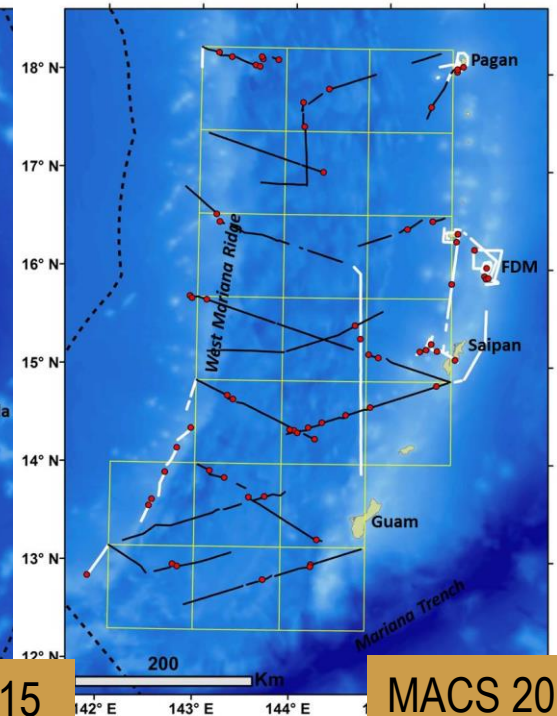 18° N
Pagan
17° N
West Mariana Ridge
16° N
FDM
Saipan
15° N
14° N
Guam
13° N
Mariana Trench
12° N
200
Km
15
MACS 20
142° E
143° E
144° E